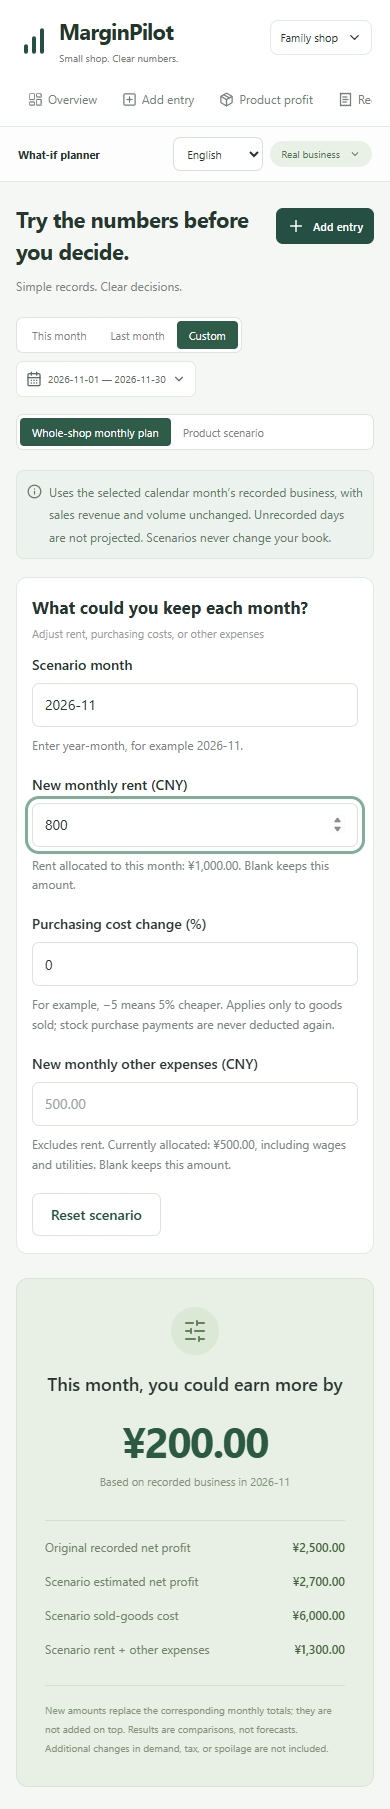 MarginPilot
Small shop. Clear numbers.
Family shop
Overview
Add entry
Product profit
Re
What-if planner
English
Real business
Try the numbers before
you decide.
Add entry
Simple records. Clear decisions.
This month
Last month
Custom
2026-11-01 — 2026-11-30
Whole-shop monthly plan
Product scenario
Uses the selected calendar month's recorded business, with
sales revenue and volume unchanged. Unrecorded days
are not projected. Scenarios never change your book.
What could you keep each month?
Adjust rent, purchasing costs, or other expenses
Scenario month
2026-11
Enter year-month, for example 2026-11.
New monthly rent (CNY)
800
Rent allocated to this month: ¥1,000.00. Blank keeps this
amount.
Purchasing cost change (%)
0
For example, −5 means 5% cheaper. Applies only to goods
sold; stock purchase payments are never deducted again.
New monthly other expenses (CNY)
500.00
Excludes rent. Currently allocated: ¥500.00, including wages
and utilities. Blank keeps this amount.
Reset scenario
This month, you could earn more by
¥200.00
Based on recorded business in 2026-11
Original recorded net profit ¥2,500.00
Scenario estimated net profit ¥2,700.00
Scenario sold-goods cost ¥6,000.00
Scenario rent + other expenses ¥1,300.00
New amounts replace the corresponding monthly totals; they are
not added on top. Results are comparisons, not forecasts.
Additional changes in demand, tax, or spoilage are not included.